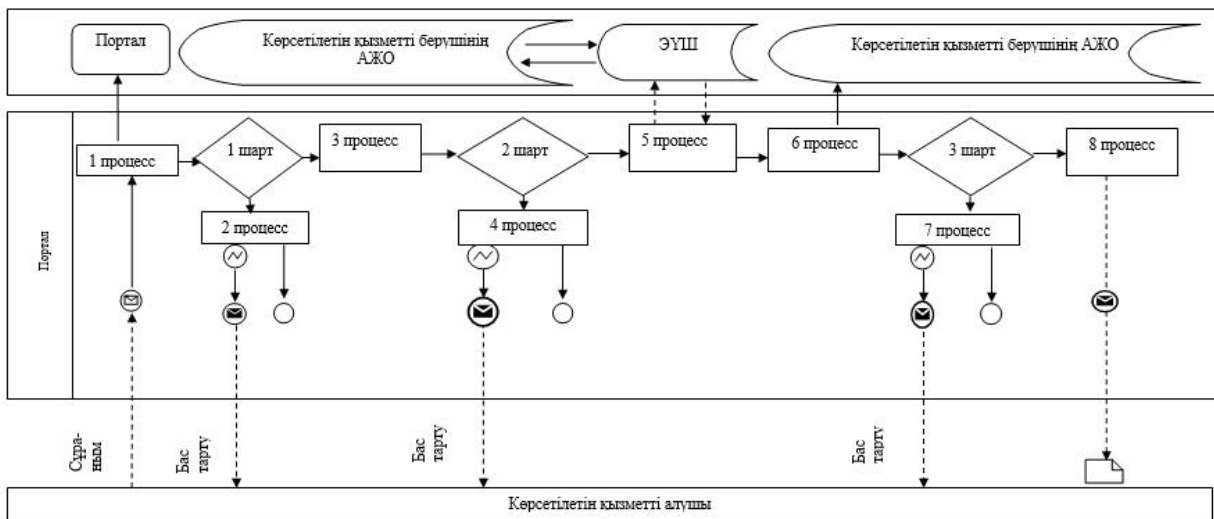 Портал
Көрсетілетін қызметті берушінің
АЖО
ЭҮШ
Көрсетілетін қызметті берушінің АЖО
Портал
1 процесс
1 шарт
3 процесс
2 шарт
5 процесс
6 процесс
3 шарт
8 процесс
2 процесс
4 процесс
7 процесс
Сұра-
ным
Бас
тарту
Бас
тарту
Бас
тарту
Көрсетілетін қызметті алушы